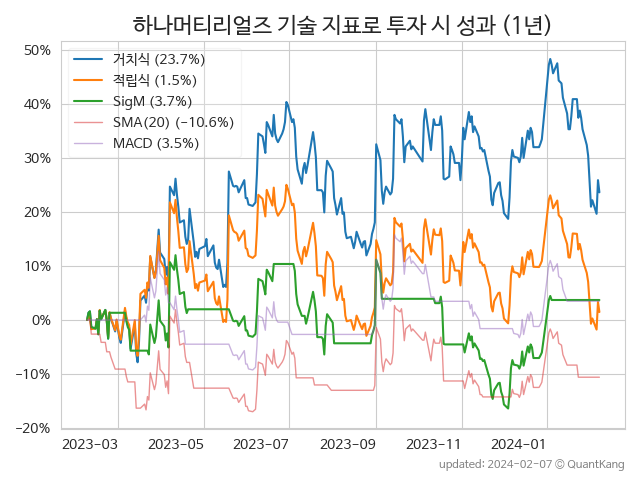 하나머티리얼즈 기술 지표로 투자 시 성과 (1년)
거치식 (23.7%)
적립식 (1.5%)
SigM (3.7%)
SMA(20) (−10.6%)
MACD (3.5%)
50%
40%
30%
20%
10%
0%
−10%
−20%
2023-03 2023-05 2023-07 2023-09 2023-11 2024-01
updated: 2024-02-07 © QuantKang